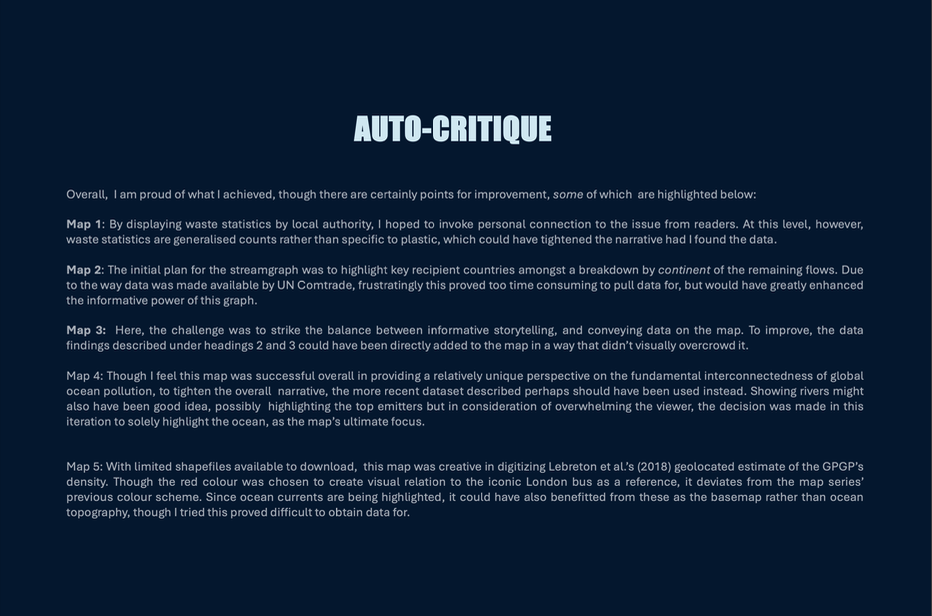 AUTO-CRITIQUE
Overall,  I am proud of what I achieved, though there are certainly points for improvement, some of which  are highlighted below:
Map 1: By displaying waste statistics by local authority, I hoped to invoke personal connection to the issue from readers. At this level, however,
waste statistics are generalised counts rather than specific to plastic, which could have tightened the narrative had I found the data.
Map 2: The initial plan for the streamgraph was to highlight key recipient countries amongst a breakdown by continent of the remaining flows. Due
to the way data was made available by UN Comtrade, frustratingly this proved too time consuming to pull data for, but would have greatly enhanced
the informative power of this graph.
Map 3:  Here, the challenge was to strike the balance between informative storytelling, and conveying data on the map. To improve, the data
findings described under headings 2 and 3 could have been directly added to the map in a way that didn't visually overcrowd it.
Map 4: Though I feel this map was successful overall in providing a relatively unique perspective on the fundamental interconnectedness of global
ocean pollution, to tighten the overall  narrative, the more recent dataset described perhaps should have been used instead. Showing rivers might
also have been good idea, possibly  highlighting the top emitters but in consideration of overwhelming the viewer, the decision was made in this
iteration to solely highlight the ocean, as the map's ultimate focus.
Map 5: With limited shapefiles available to download,  this map was creative in digitizing Lebreton et al.'s (2018) geolocated estimate of the GPGP's
density. Though the red colour was chosen to create visual relation to the iconic London bus as a reference, it deviates from the map series'
previous colour scheme. Since ocean currents are being highlighted, it could have also benefitted from these as the basemap rather than ocean
topography, though I tried this proved difficult to obtain data for.